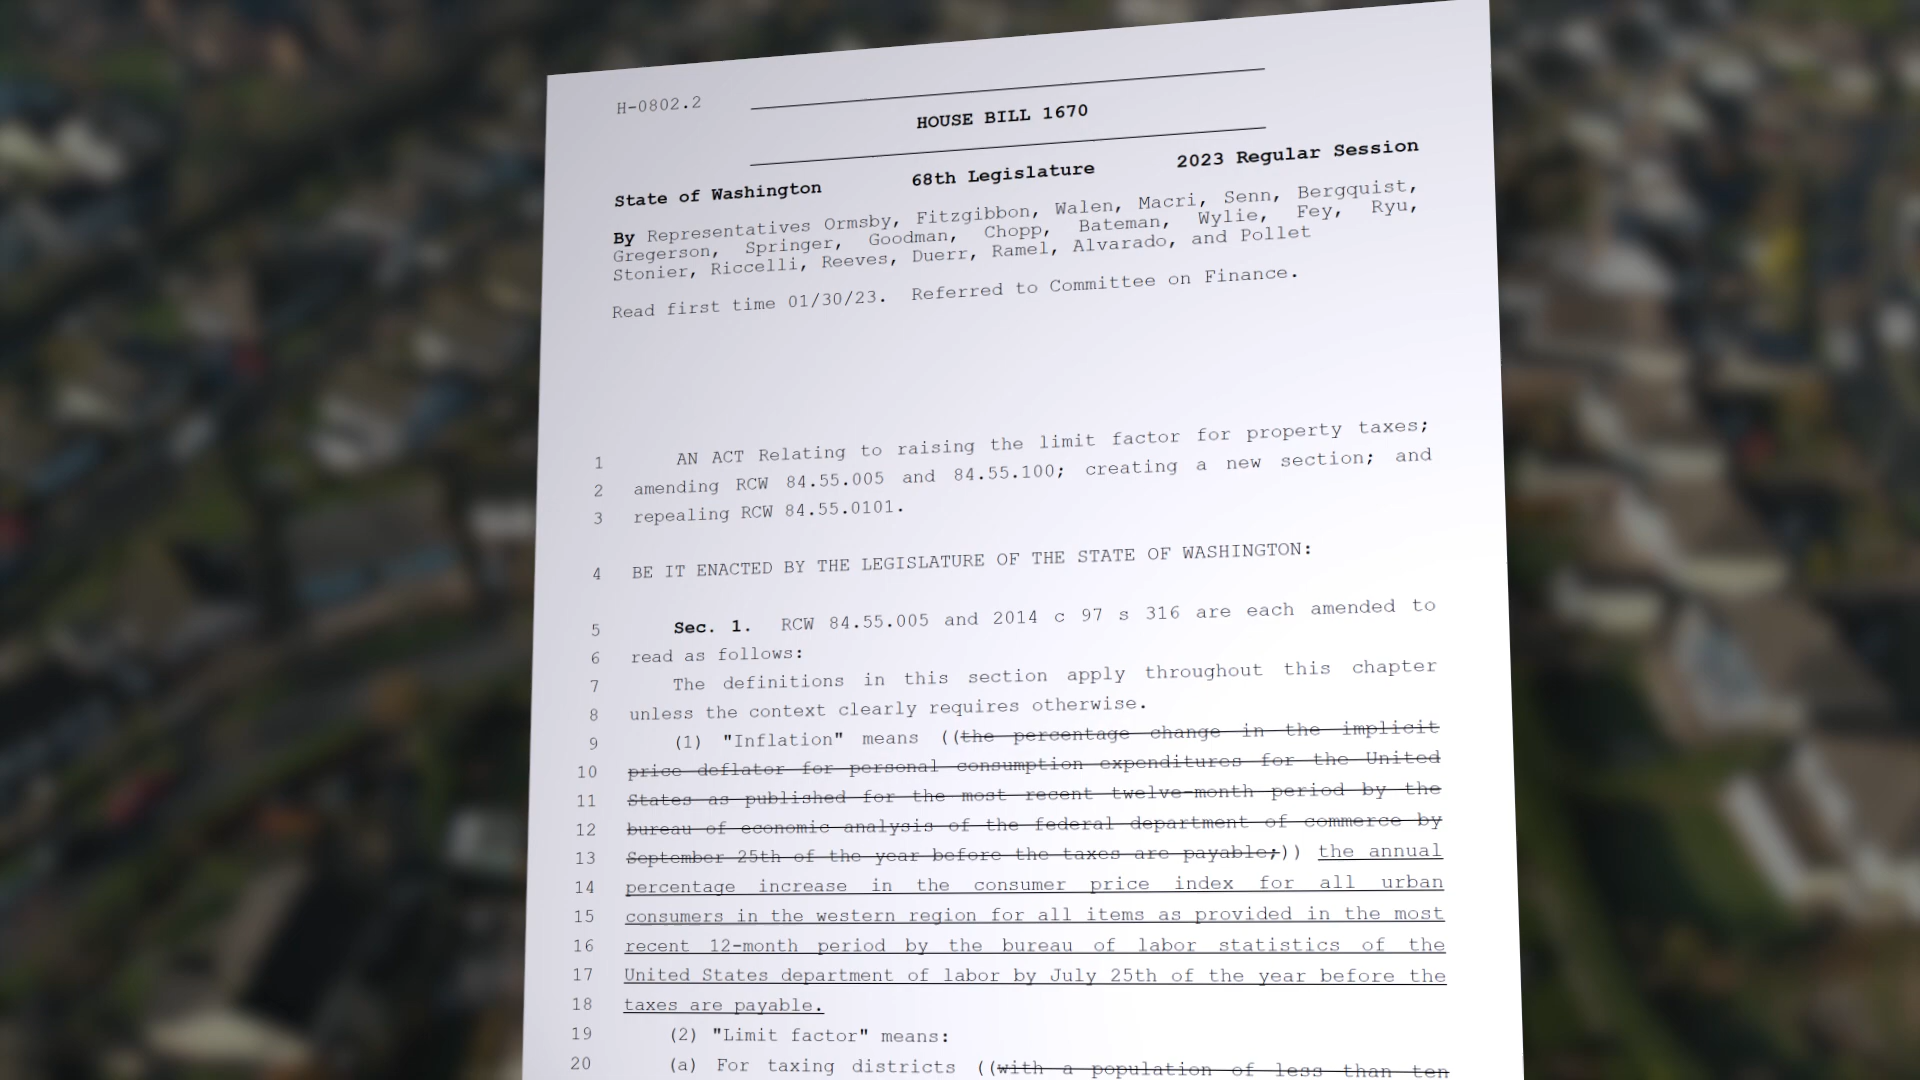 H-0802.2
HOUSE BILL 1670
State of Washington 68th Legislature 2023 Regular Session
By Representatives Ormsby, Fitzgibbon, Walen, Macri, Senn, Bergquist,
Gregerson, Springer, Goodman, Chopp, Bateman, Wylie, Fey, Ryu,
Stonier, Riccelli, Reeves, Duerr, Ramel, Alvarado, and Pollet
Read first time 01/30/23. Referred to Committee on Finance.
1 AN ACT Relating to raising the limit factor for property taxes;
2 amending RCW 84.55.005 and 84.55.100; creating a new section; and
3 repealing RCW 84.55.0101.
4 BE IT ENACTED BY THE LEGISLATURE OF THE STATE OF WASHINGTON:
5 Sec. 1. RCW 84.55.005 and 2014 c 97 s 316 are each amended to
6 read as follows:
7 The definitions in this section apply throughout this chapter
8 unless the context clearly requires otherwise.
9 (1) "Inflation" means ((the percentage change in the implicit
10 price deflator for personal consumption expenditures for the United
11 States as published for the most recent twelve-month period by the
12 bureau of economic analysis of the federal department of commerce by
13 September 25th of the year before the taxes are payable;)) the annual
14 percentage increase in the consumer price index for all urban
15 consumers in the western region for all items as provided in the most
16 recent 12-month period by the bureau of labor statistics of the
17 United States department of labor by July 25th of the year before the
18 taxes are payable.
19 (2) "Limit factor" means:
20 (a) For taxing districts ((with a population of less than ten